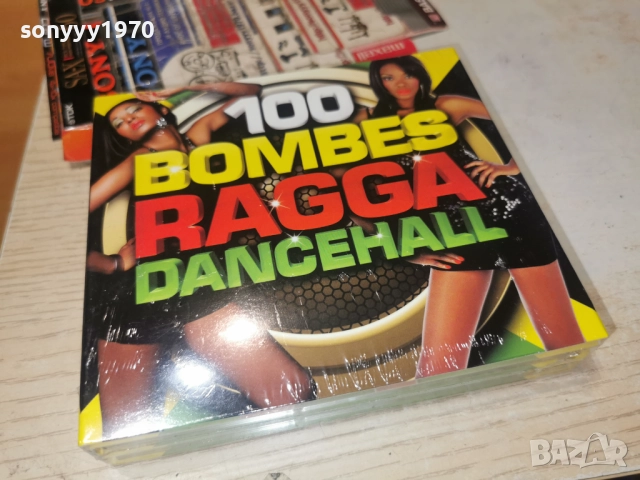 sonyyy1970
100
BOMBES
RAGGA
DANCEHALL
BAZAR